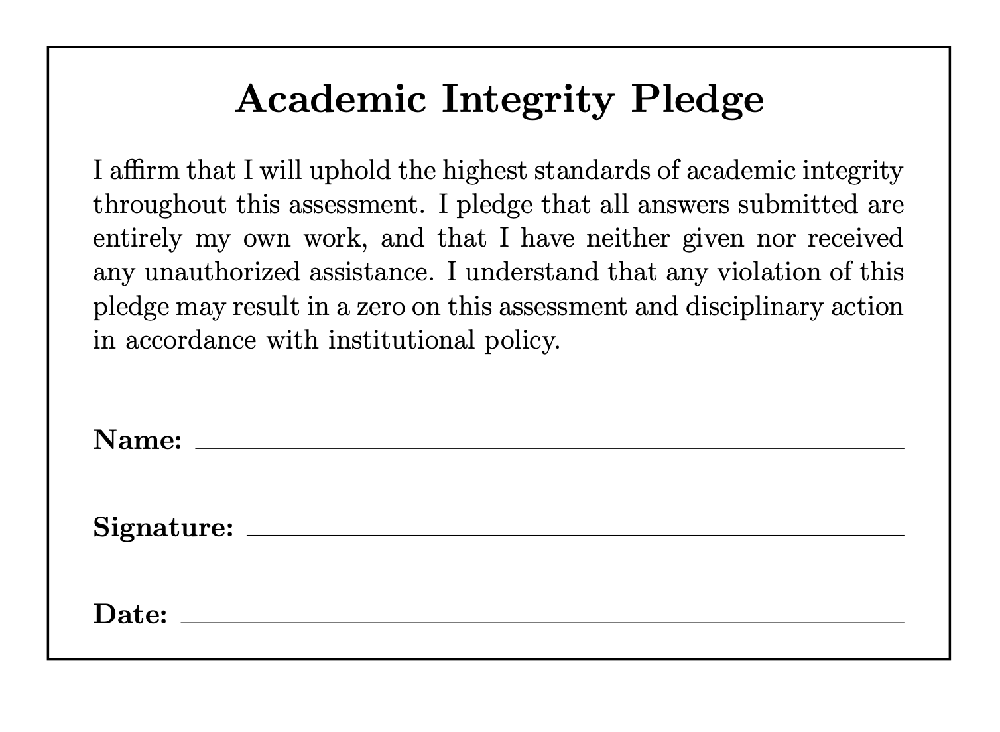 Academic Integrity Pledge
I affirm that I will uphold the highest standards of academic integrity
throughout this assessment. I pledge that all answers submitted are
entirely my own work, and that I have neither given nor received
any unauthorized assistance. I understand that any violation of this
pledge may result in a zero on this assessment and disciplinary action
in accordance with institutional policy.
Name:
Signature:
Date: